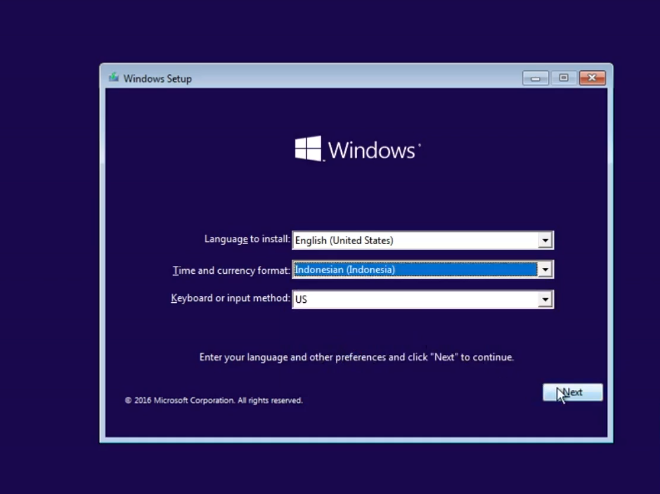 Windows Setup
Windows
Language to install: English (United States)
Time and currency format: Indonesian (Indonesia)
Keyboard or input method: US
Enter your language and other preferences and click "Next" to continue.
Next
© 2016 Microsoft Corporation. All rights reserved.